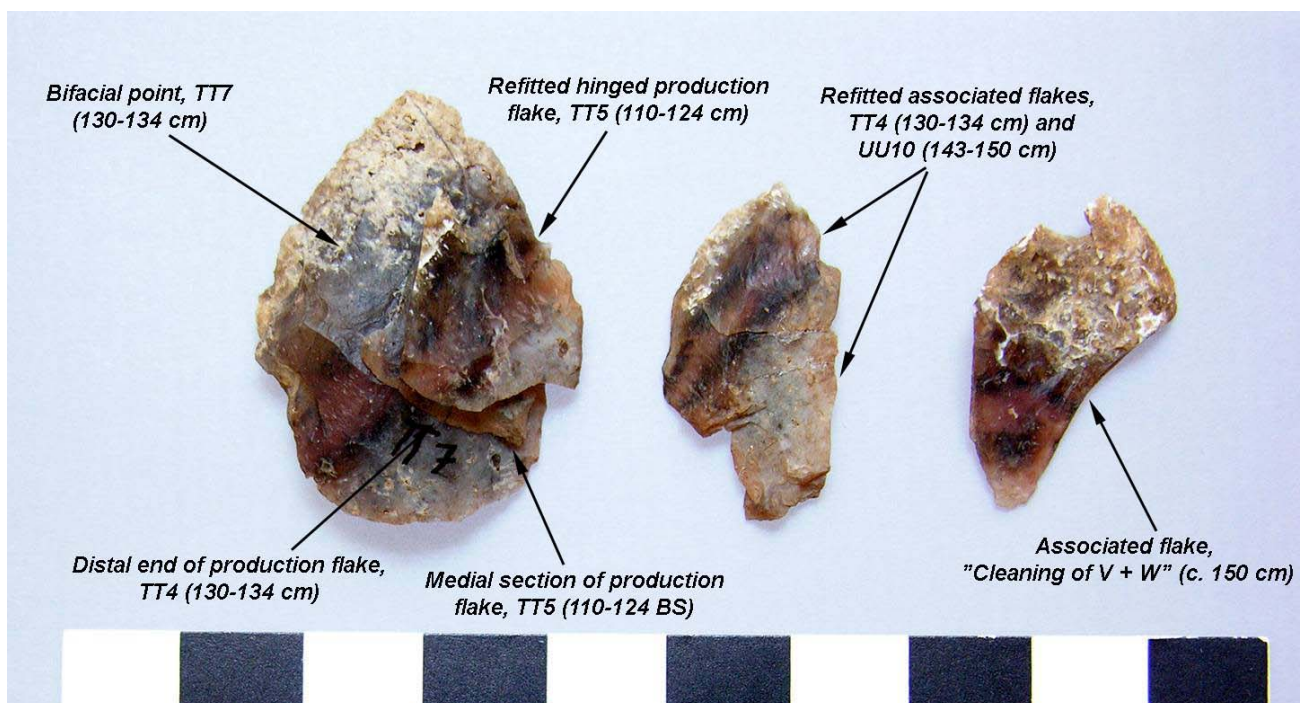 Bifacial point, TT7
(130-134 cm)
Refitted hinged production
flake, TT5 (110-124 cm)
Refitted associated flakes,
TT4 (130-134 cm) and
UU10 (143-150 cm)
TT7
Distal end of production flake,
TT4 (130-134 cm)
Medial section of production
flake, TT5 (110-124 BS)
Associated flake,
”Cleaning of V + W” (c. 150 cm)